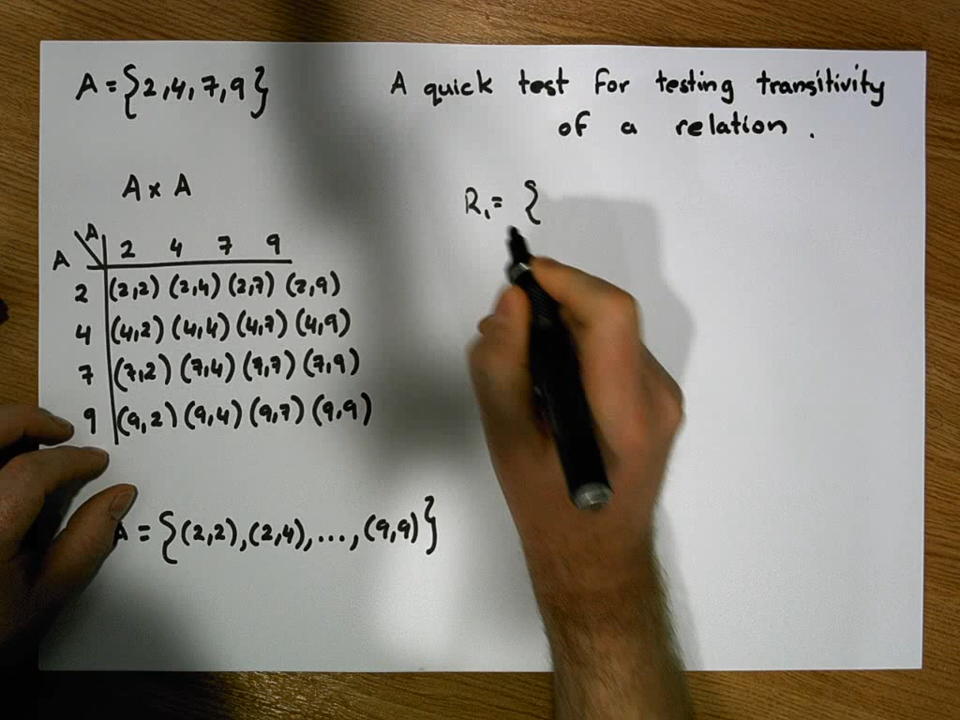 A = {2,4,7,9}
A quick test for testing transitivity
of a relation .
A x A
A
A 2 4 7 9
2 (2,2) (2,4) (2,7) (2,9)
4 (4,2) (4,4) (4,7) (4,9)
7 (7,2) (7,4) (7,7) (7,9)
9 (9,2) (9,4) (9,7) (9,9)
A = {(2,2),(2,4),...,(9,9)}
R₁ = {